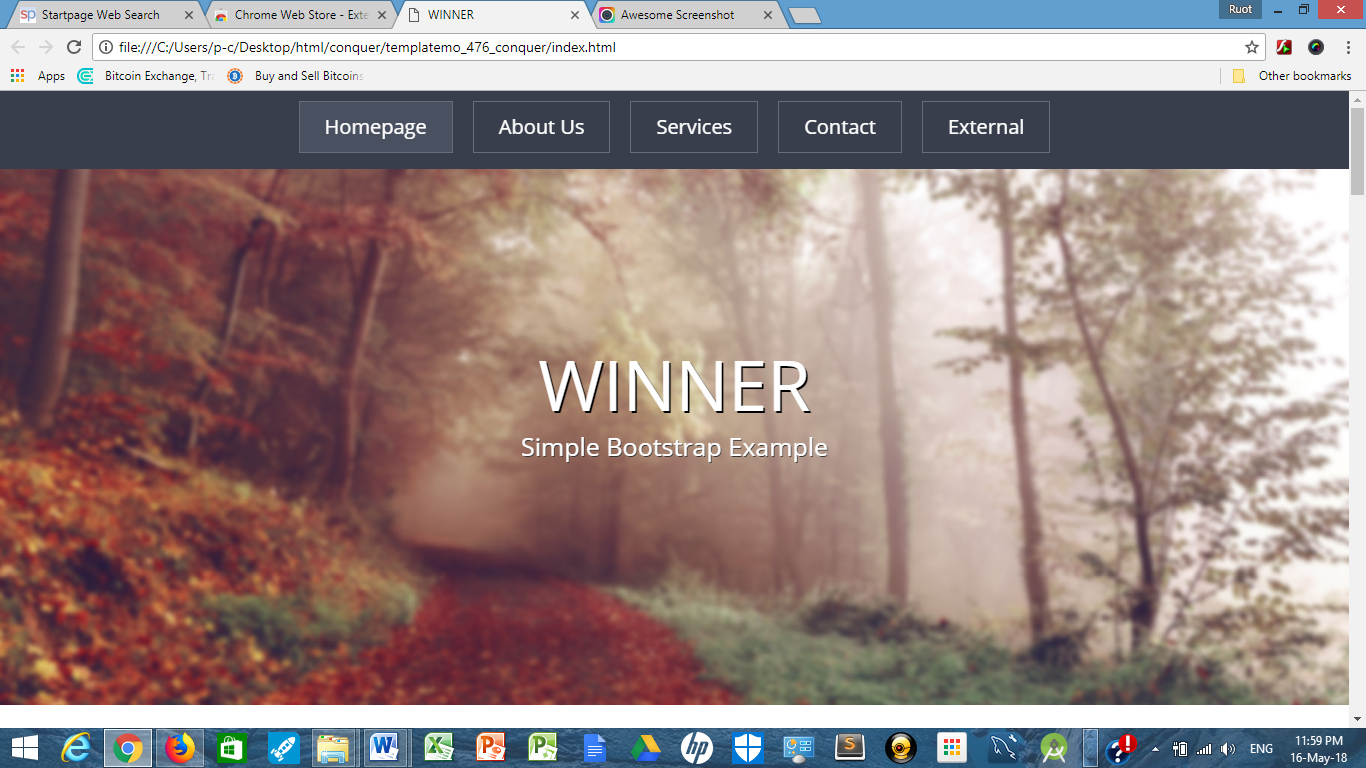 Startpage Web Search
Chrome Web Store - Exte
WINNER
Awesome Screenshot
Ruot
file:///C:/Users/p-c/Desktop/html/conquer/templatemo_476_conquer/index.html
Apps
Bitcoin Exchange, Tra
Buy and Sell Bitcoins
Other bookmarks
Homepage
About Us
Services
Contact
External
WINNER
Simple Bootstrap Example
ENG
11:59 PM
16-May-18